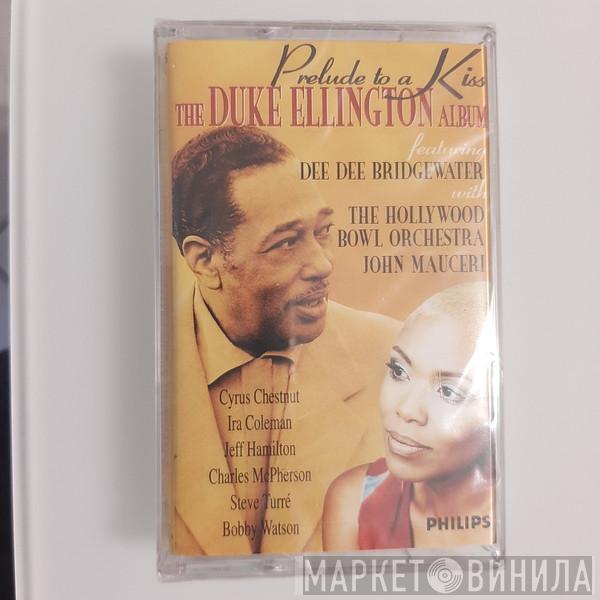 Prelude to a Kiss
THE DUKE ELLINGTON ALBUM
featuring
DEE DEE BRIDGEWATER
with
THE HOLLYWOOD
BOWL ORCHESTRA
JOHN MAUCERI
Cyrus Chestnut
Ira Coleman
Jeff Hamilton
Charles McPherson
Steve Turré
Bobby Watson
PHILIPS
МАРКЕТ ВИНИЛА